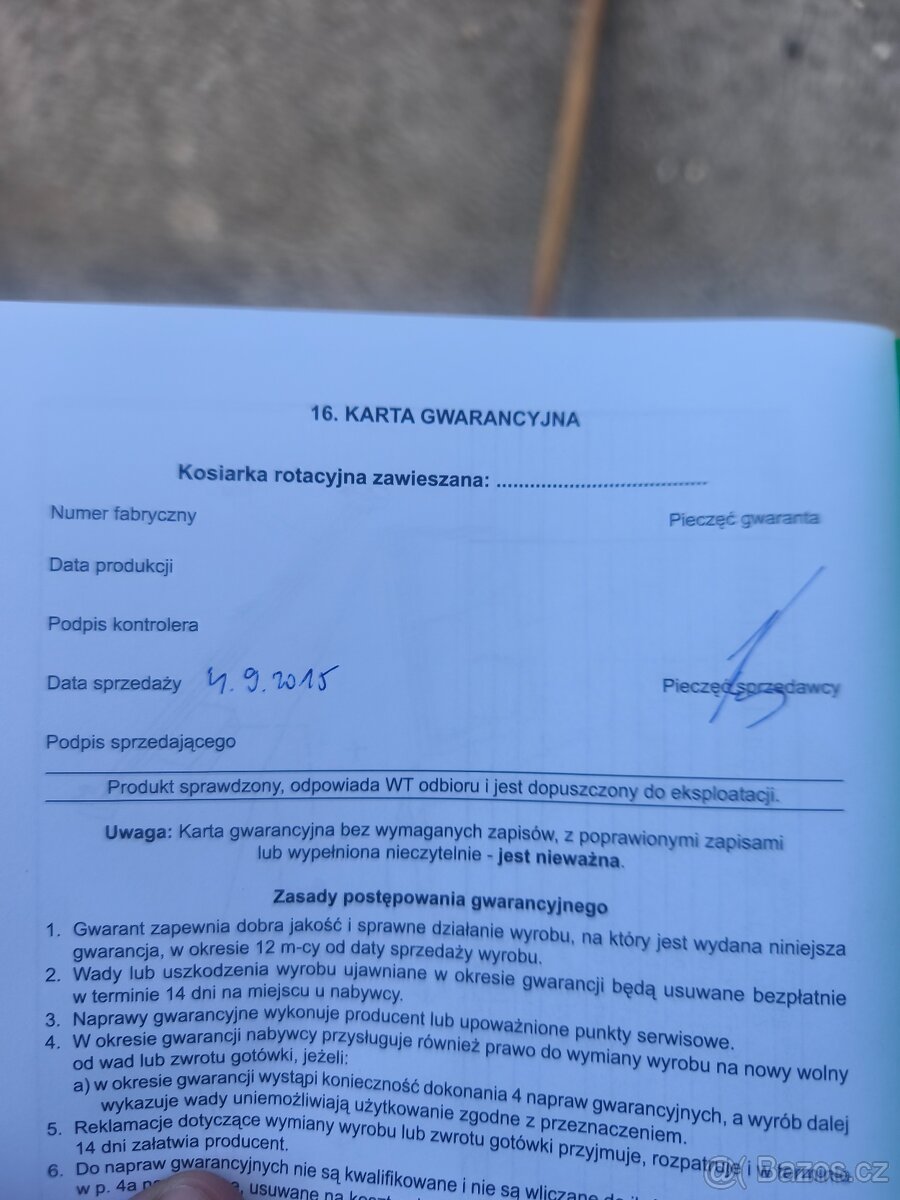 16. KARTA GWARANCYJNA
Kosiarka rotacyjna zawieszana: ......................................
Numer fabryczny
Pieczęć gwaranta
Data produkcji
Podpis kontrolera
Data sprzedaży 4.9.2015
Pieczęć sprzedawcy
Podpis sprzedającego
Produkt sprawdzony, odpowiada WT odbioru i jest dopuszczony do eksploatacji.
Uwaga: Karta gwarancyjna bez wymaganych zapisów, z poprawionymi zapisami
lub wypełniona nieczytelnie - jest nieważna.
Zasady postępowania gwarancyjnego
1. Gwarant zapewnia dobra jakość i sprawne działanie wyrobu, na który jest wydana niniejsza
gwarancja, w okresie 12 m-cy od daty sprzedaży wyrobu.
2. Wady lub uszkodzenia wyrobu ujawniane w okresie gwarancji będą usuwane bezpłatnie
w terminie 14 dni na miejscu u nabywcy.
3. Naprawy gwarancyjne wykonuje producent lub upoważnione punkty serwisowe.
4. W okresie gwarancji nabywcy przysługuje również prawo do wymiany wyrobu na nowy wolny
od wad lub zwrotu gotówki, jeżeli:
a) w okresie gwarancji wystąpi konieczność dokonania 4 napraw gwarancyjnych, a wyrób dalej
wykazuje wady uniemożliwiają użytkowanie zgodne z przeznaczeniem.
5. Reklamacje dotyczące wymiany wyrobu lub zwrotu gotówki przyjmuje, rozpatruje i w terminie
14 dni załatwia producent.
6. Do napraw gwarancyjnych nie są kwalifikowane i nie są wliczane do
w p. 4a usuwane na
Bazos.cz